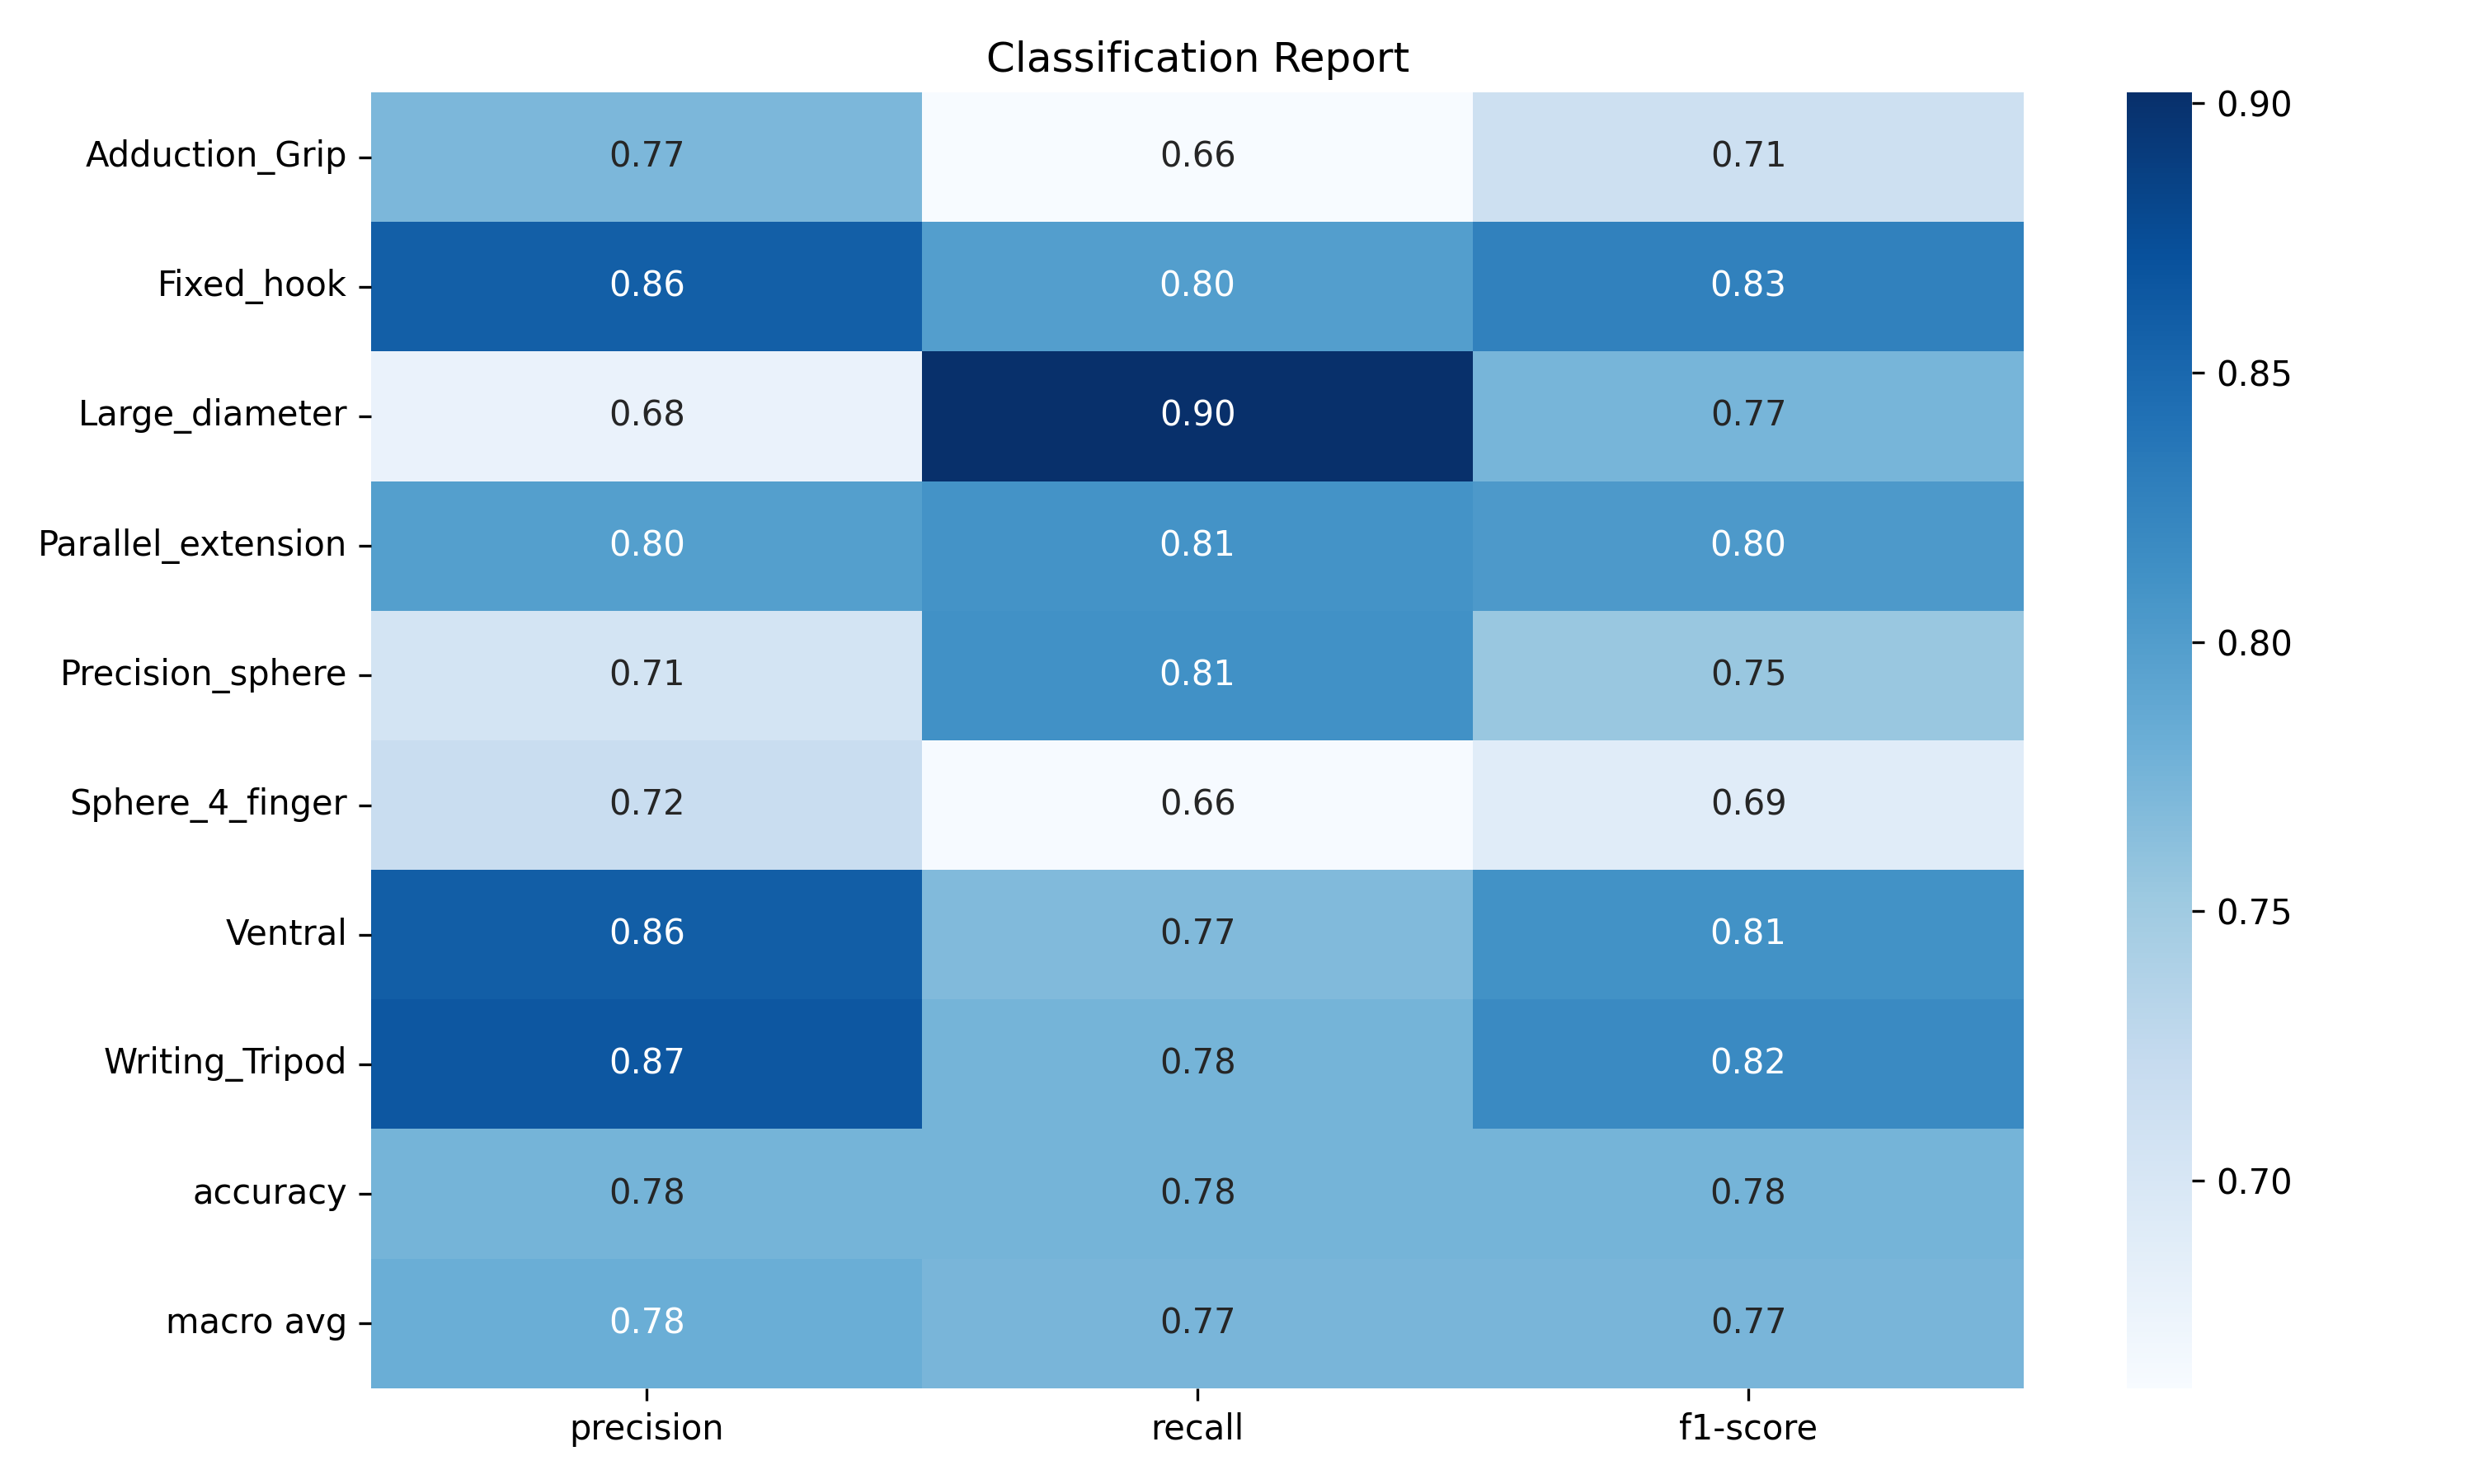 Classification Report
Adduction_Grip 0.77 0.66 0.71
Fixed_hook 0.86 0.80 0.83
Large_diameter 0.68 0.90 0.77
Parallel_extension 0.80 0.81 0.80
Precision_sphere 0.71 0.81 0.75
Sphere_4_finger 0.72 0.66 0.69
Ventral 0.86 0.77 0.81
Writing_Tripod 0.87 0.78 0.82
accuracy 0.78 0.78 0.78
macro avg 0.78 0.77 0.77
precision recall f1-score
0.90
0.85
0.80
0.75
0.70